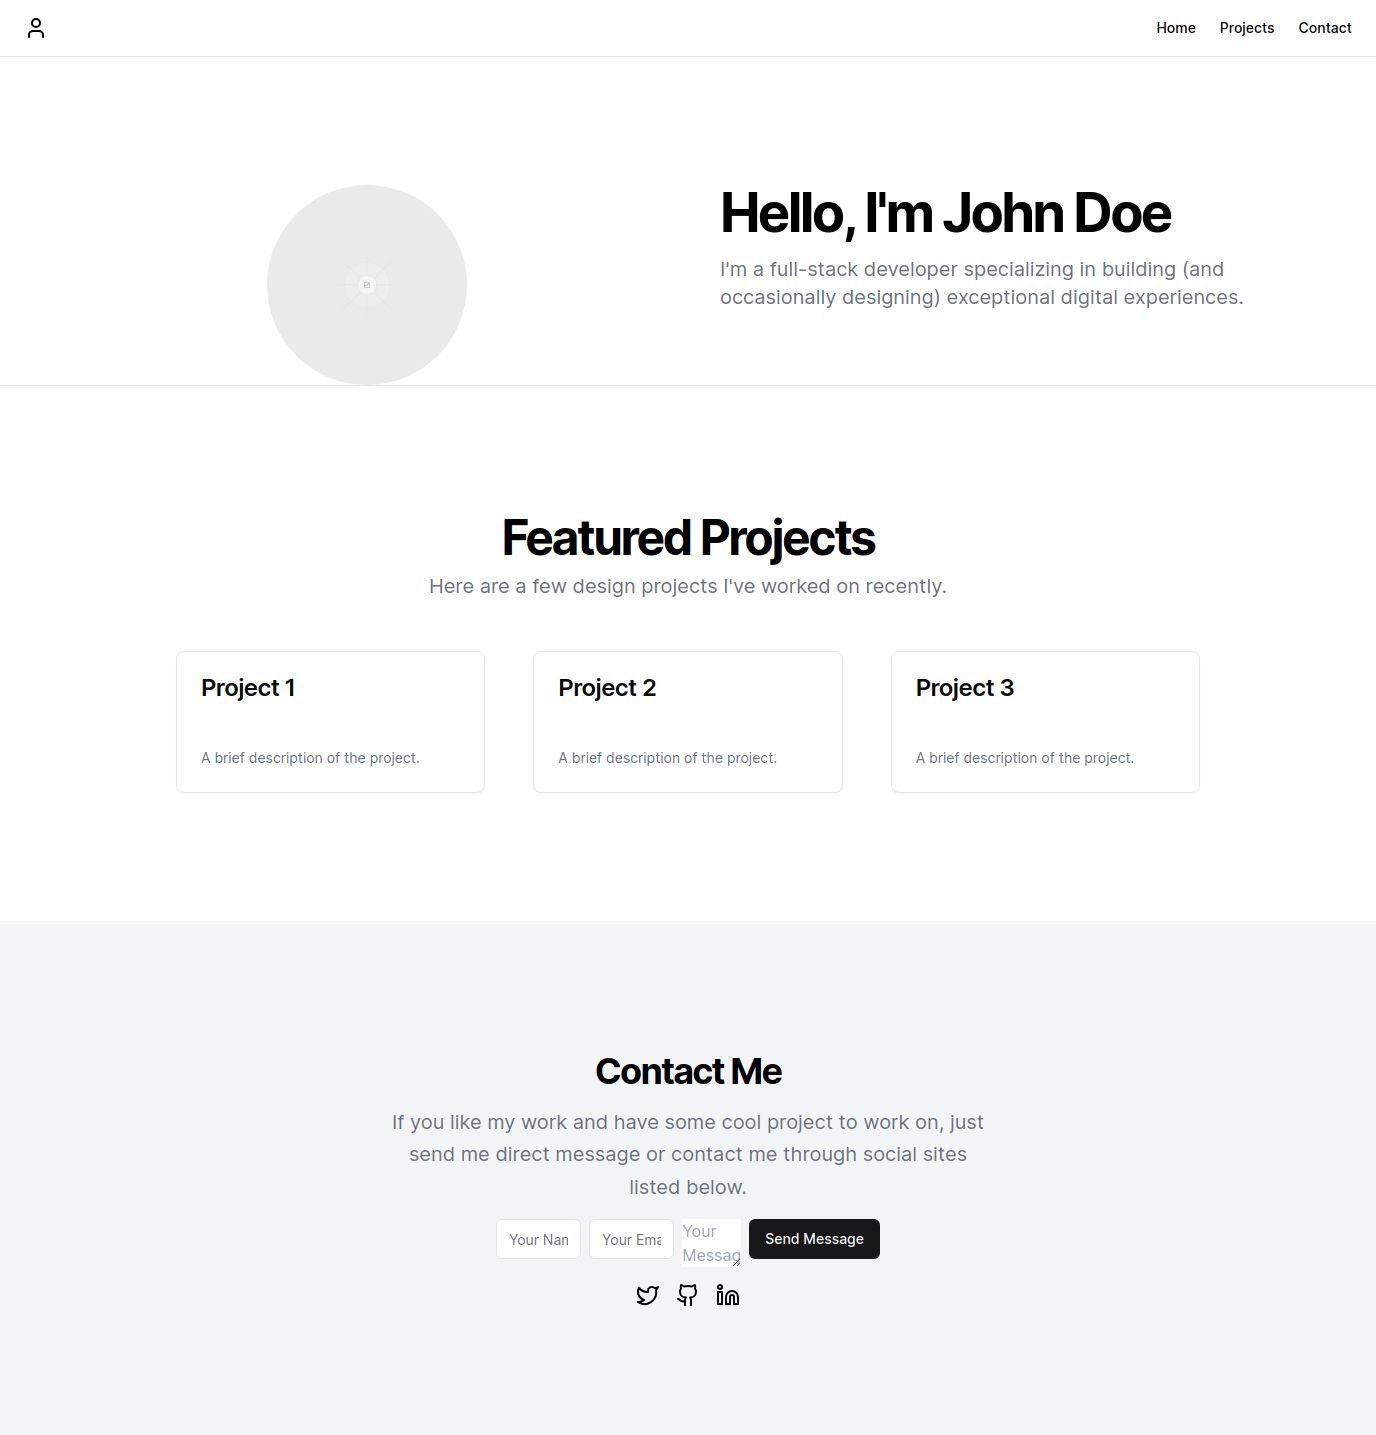 Home Projects Contact
Hello, I'm John Doe
I'm a full-stack developer specializing in building (and
occasionally designing) exceptional digital experiences.
Featured Projects
Here are a few design projects I've worked on recently.
Project 1
A brief description of the project.
Project 2
A brief description of the project.
Project 3
A brief description of the project.
Contact Me
If you like my work and have some cool project to work on, just
send me direct message or contact me through social sites
listed below.
Your Nam
Your Ema
Your
Messag
Send Message